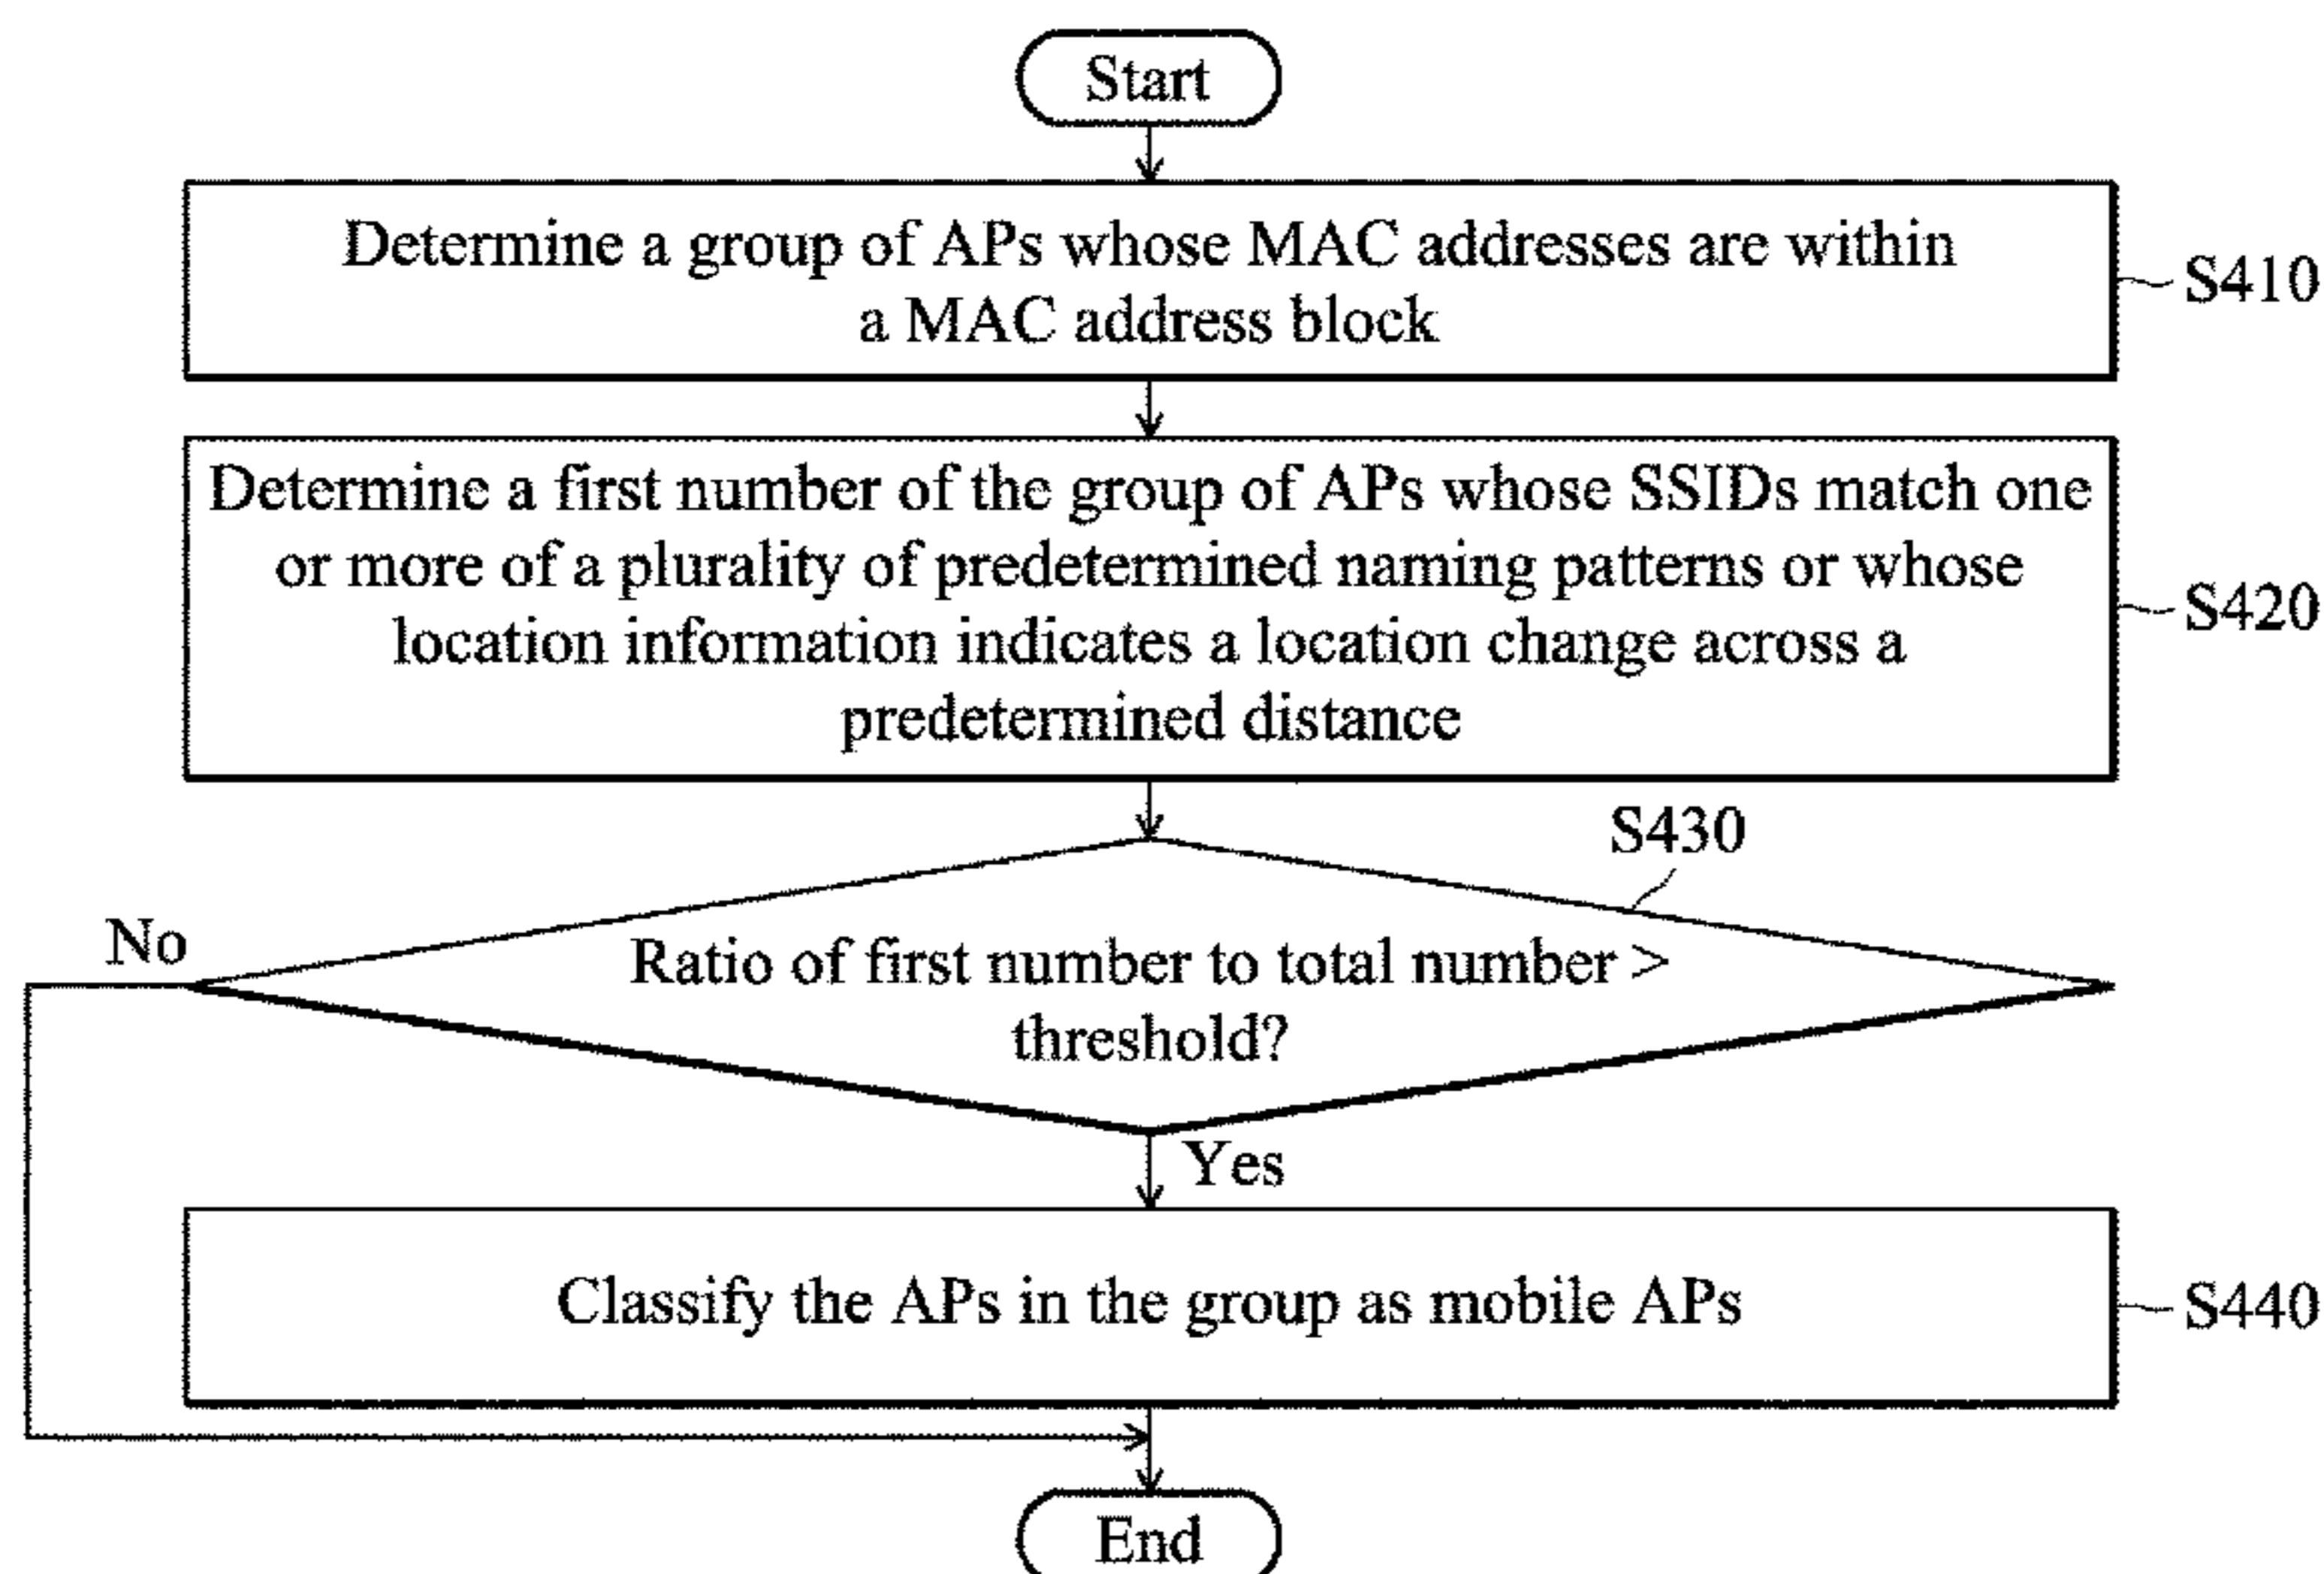 Start
Determine a group of APs whose MAC addresses are within
a MAC address block
S410
Determine a first number of the group of APs whose SSIDs match one
or more of a plurality of predetermined naming patterns or whose
location information indicates a location change across a
predetermined distance
S420
S430
No
Ratio of first number to total number >
threshold?
Yes
Classify the APs in the group as mobile APs
S440
End